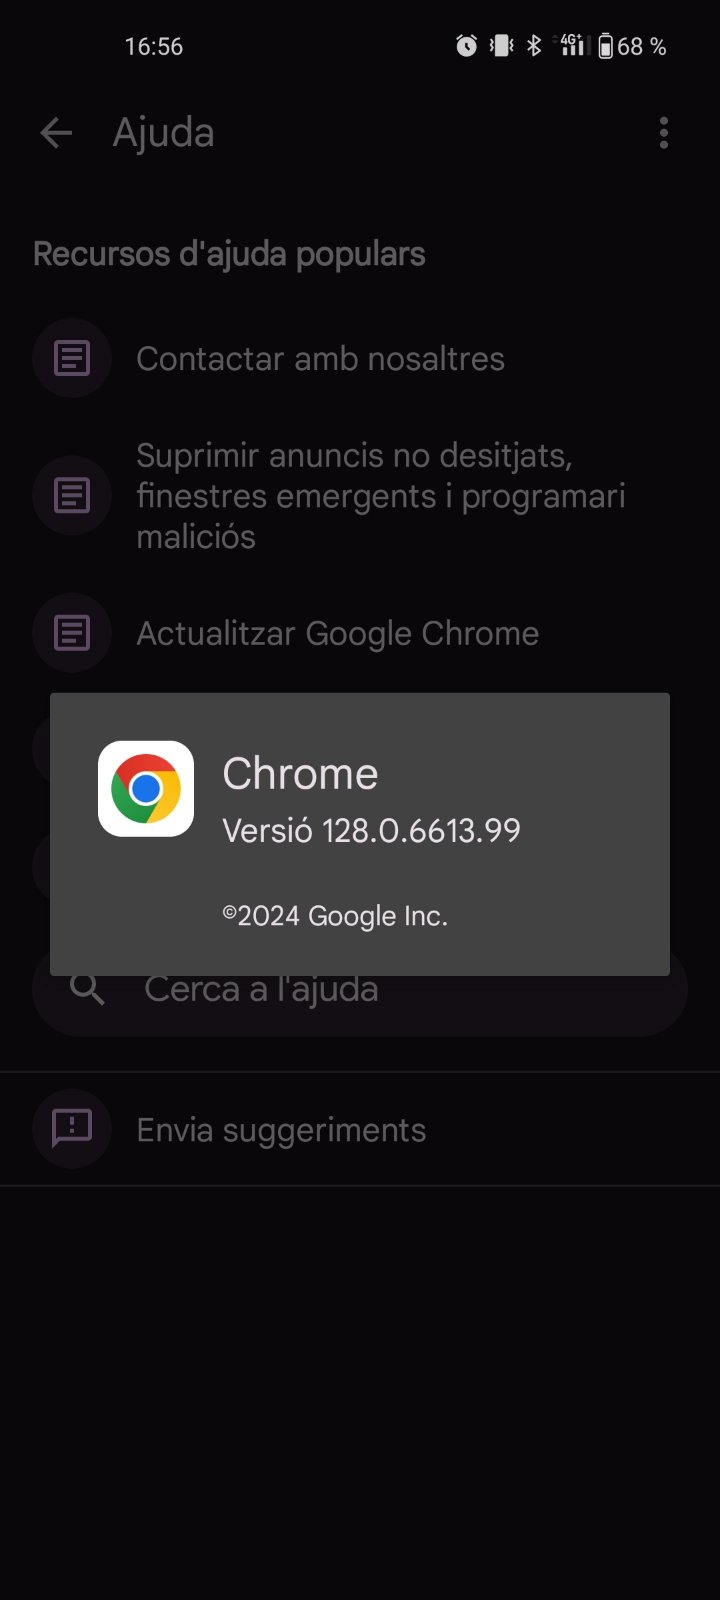 16:56
4G+
68 %
Ajuda
Recursos d'ajuda populars
Contactar amb nosaltres
Suprimir anuncis no desitjats,
finestres emergents i programari
maliciós
Actualitzar Google Chrome
Chrome
Versió 128.0.6613.99
©2024 Google Inc.
Cerca a l'ajuda
Envia suggeriments